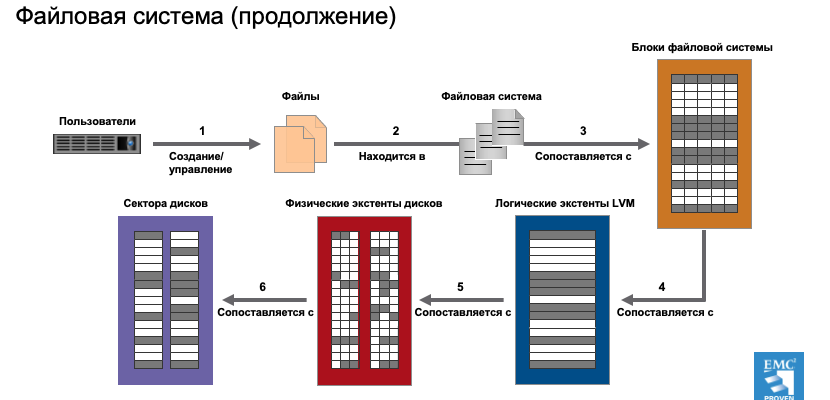 Файловая система (продолжение)
Блоки файловой системы
Файлы
Файловая система
Пользователи
1
2
3
Создание/
управление
Находится в
Сопоставляется с
Сектора дисков
Физические экстенты дисков
Логические экстенты LVM
6
5
4
Сопоставляется с
Сопоставляется с
Сопоставляется с
EMC²
PROVEN